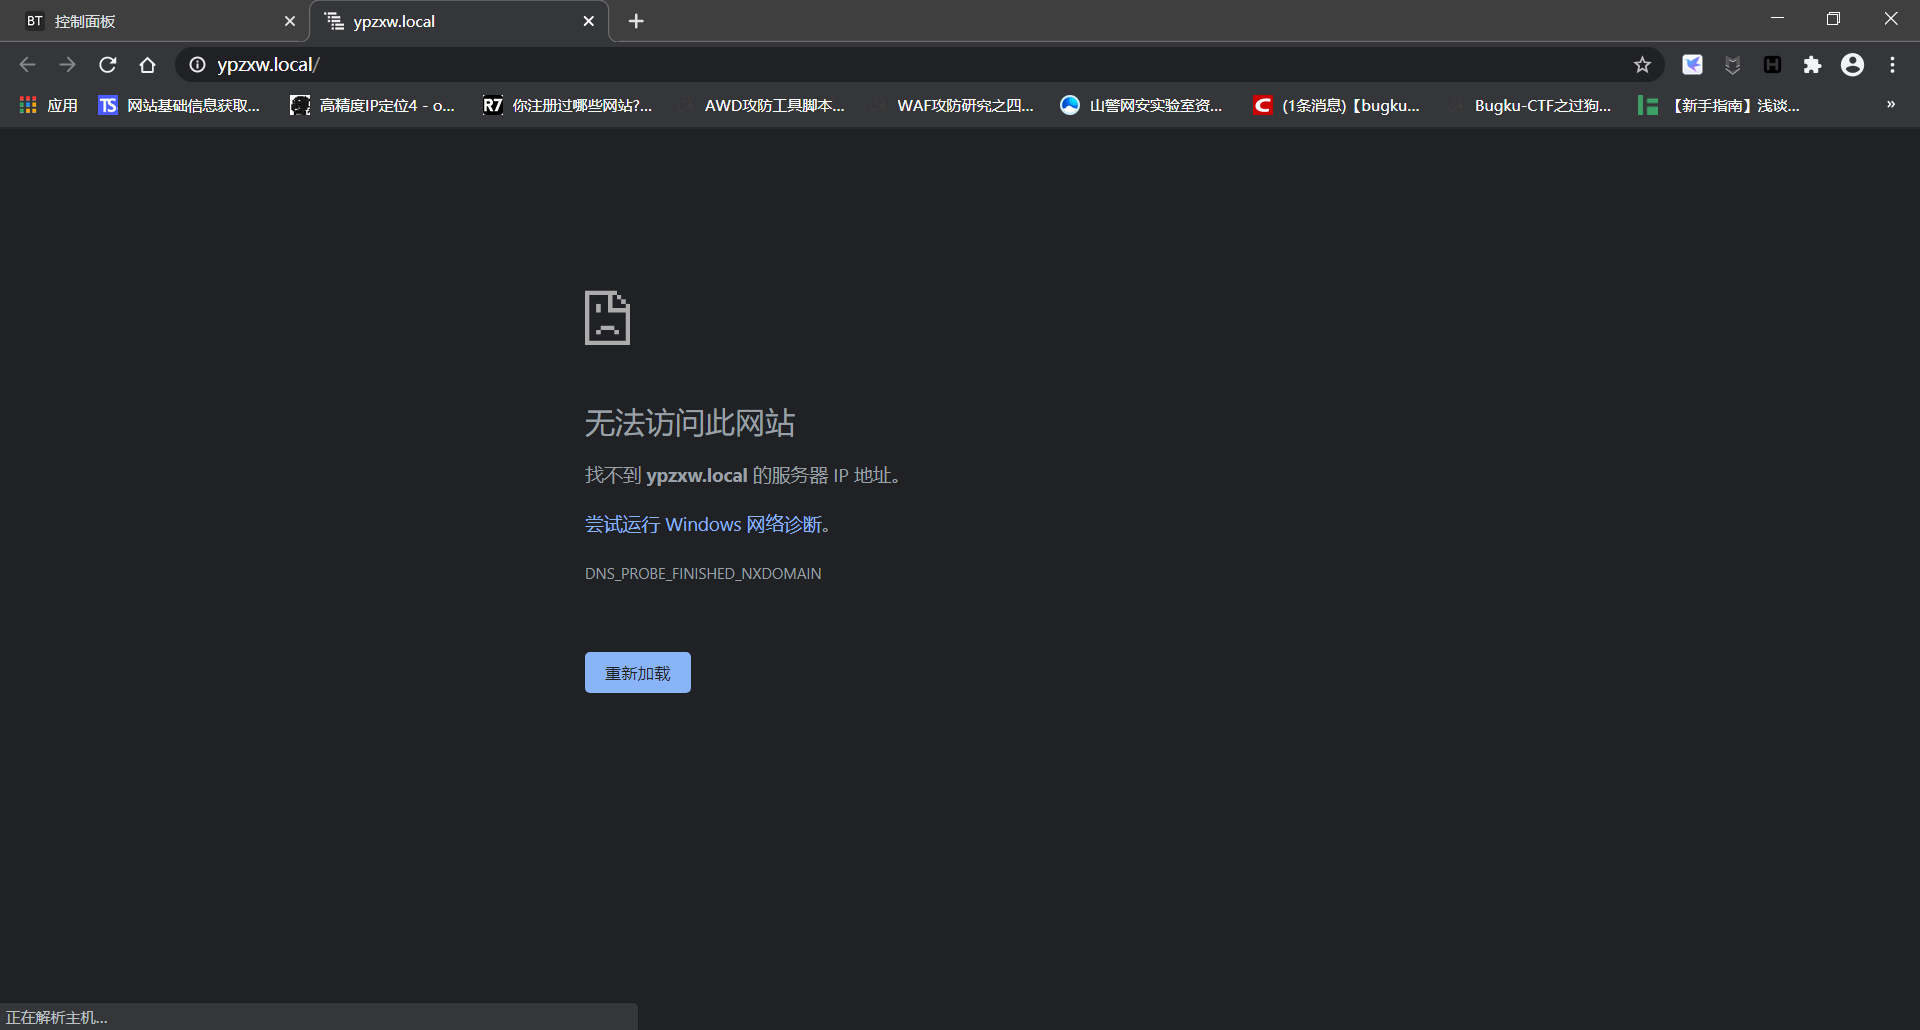 BT 控制面板
ypzxw.local
ypzxw.local/
应用
TS 网站基础信息获取...
高精度IP定位4 - o...
R7 你注册过哪些网站?...
AWD攻防工具脚本...
WAF攻防研究之四...
山警网安实验室资...
C (1条消息)【bugku...
Bugku-CTF之过狗...
【新手指南】浅谈...
»
无法访问此网站
找不到 ypzxw.local 的服务器 IP 地址。
尝试运行 Windows 网络诊断。
DNS_PROBE_FINISHED_NXDOMAIN
重新加载
正在解析主机...